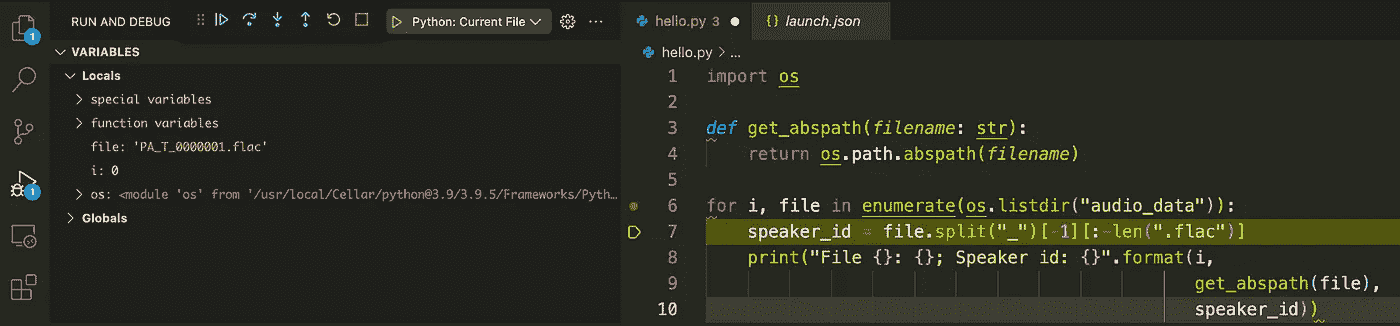 RUN AND DEBUG
Python: Current File
VARIABLES
Locals
special variables
function variables
file: 'PA_T_0000001.flac'
i: 0
os: <module 'os' from '/usr/local/Cellar/python@3.9/3.9.5/Frameworks/Pyth…
Globals
1
1
hello.py 3
{} launch.json
hello.py > ...
1 import os
2
3 def get_abspath(filename: str):
4 return os.path.abspath(filename)
5
6 for i, file in enumerate(os.listdir("audio_data")):
7 speaker_id = file.split("_")[-1][:-len(".flac")]
8 print("File {}: {}; Speaker id: {}".format(i,
9 get_abspath(file),
10 speaker_id))